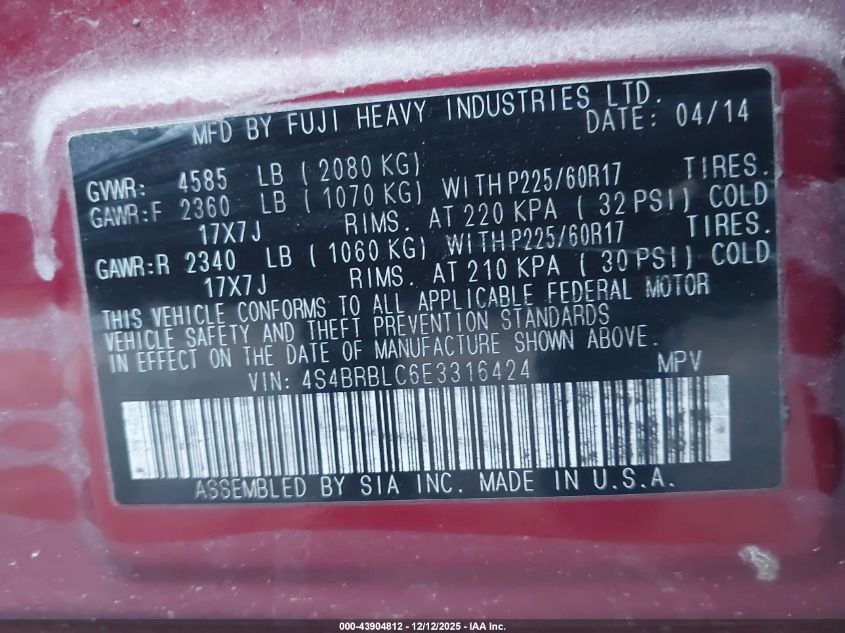 MFD BY FUJI HEAVY INDUSTRIES LTD.
DATE: 04/14
GVWR: 4585 LB ( 2080 KG)
GAWR:F 2360 LB ( 1070 KG) WITH P225/60R17 TIRES.
17X7J RIMS. AT 220 KPA ( 32 PSI) COLD
GAWR:R 2340 LB ( 1060 KG) WITH P225/60R17 TIRES.
17X7J RIMS. AT 210 KPA ( 30 PSI) COLD
THIS VEHICLE CONFORMS TO ALL APPLICABLE FEDERAL MOTOR
VEHICLE SAFETY AND THEFT PREVENTION STANDARDS
IN EFFECT ON THE DATE OF MANUFACTURE SHOWN ABOVE.
VIN: 4S4BRBLC6E3316424 MPV
ASSEMBLED BY SIA INC. MADE IN U.S.A.
000-43904812 - 12/12/2025 - IAA Inc.